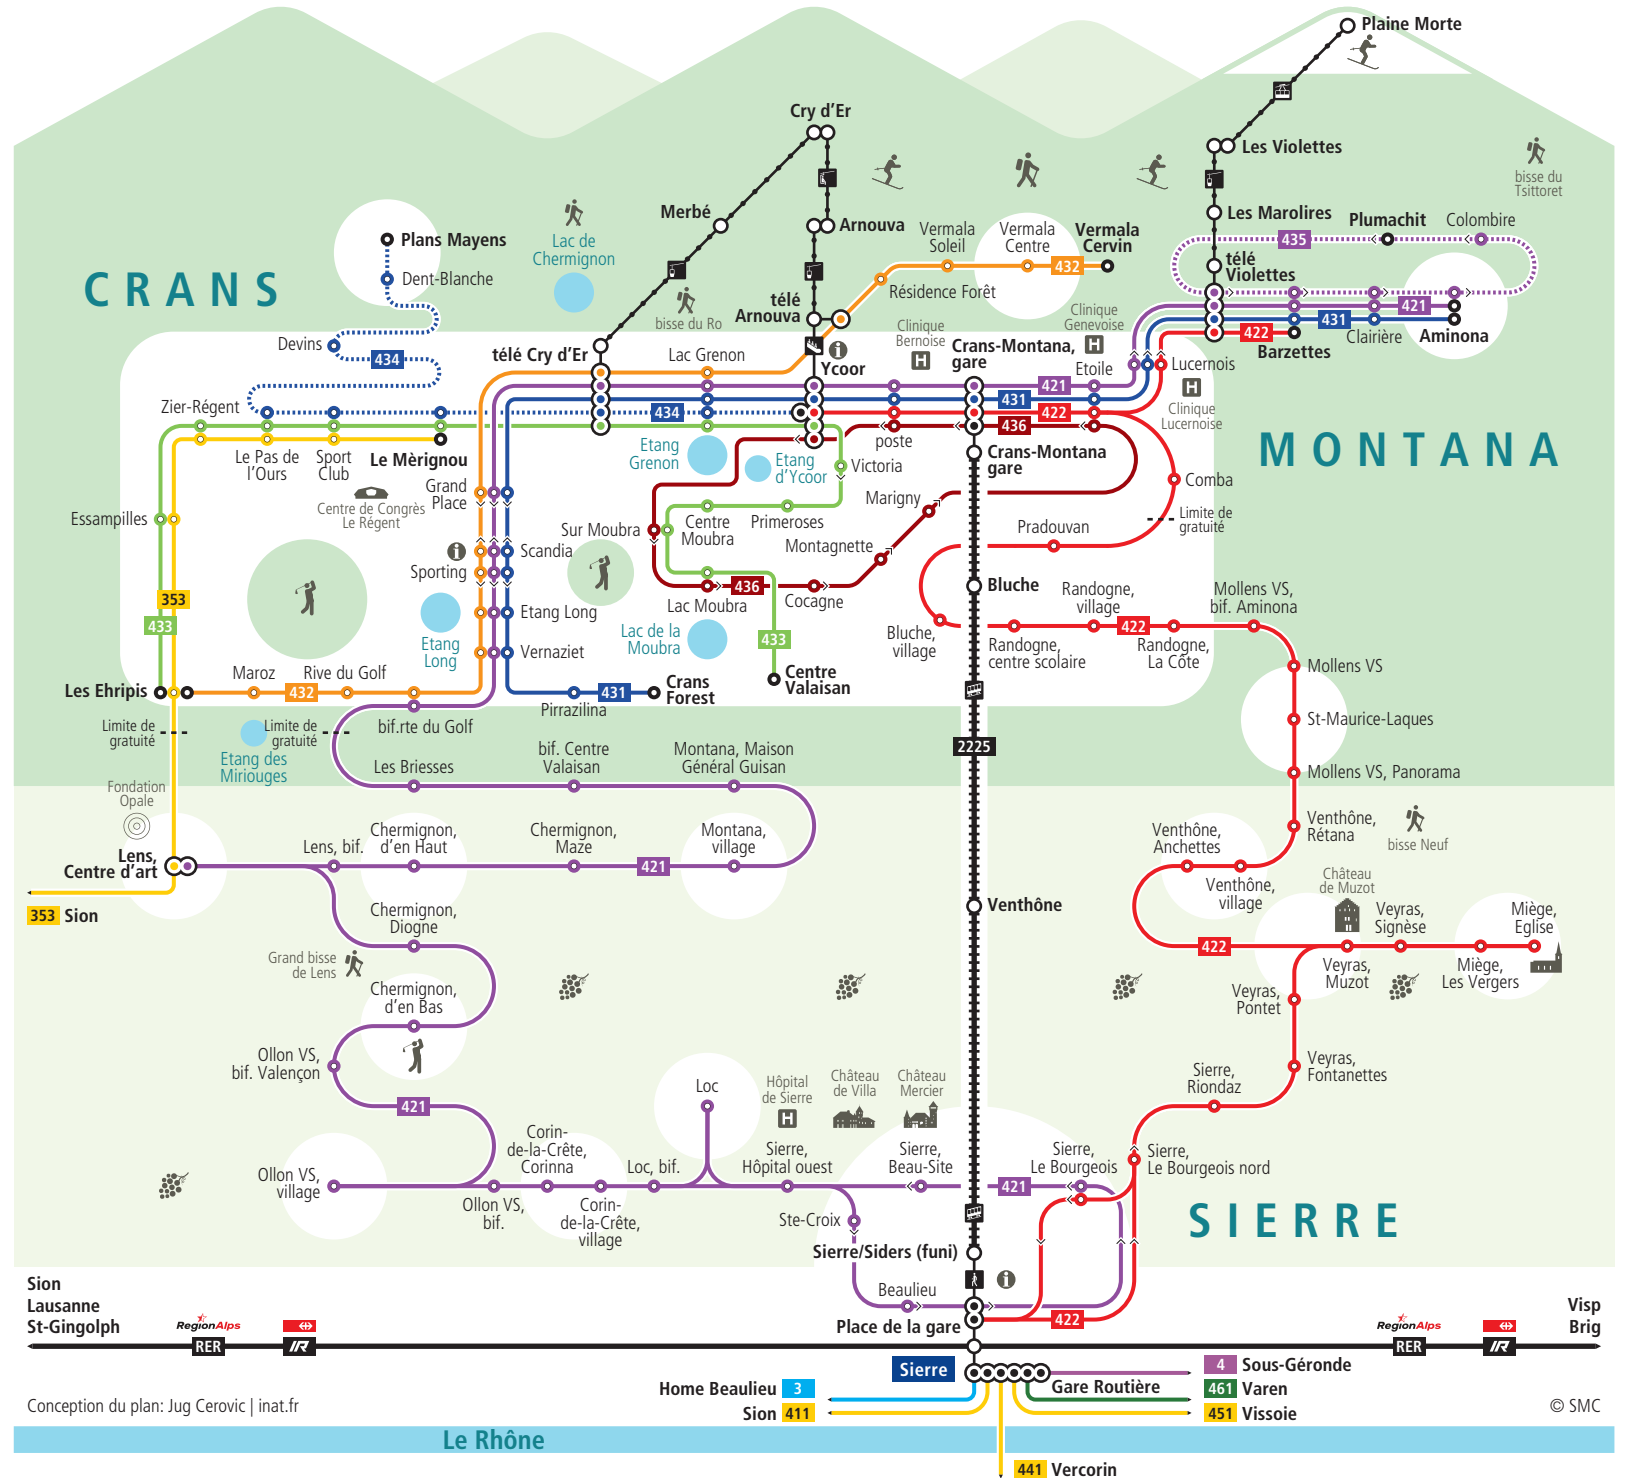 Plaine Morte
Cry d'Er
Les Violettes
bisse du
Tsittoret
Merbé
Arnouva
Les Marolires
Plumachit
Colombire
435
Plans Mayens
Dent-Blanche
Lac de
Chermignon
Vermala
Soleil
Vermala
Centre
Vermala
Cervin
432
télé
Violettes
CRANS
Résidence Forêt
bisse du Ro
télé
Arnouva
421
431
422
Clairière
Aminona
Barzettes
Devins
434
télé Cry d'Er
Lac Grenon
Ycoor
Clinique
Bernoise
H
Clinique
Genevoise
H
Crans-Montana,
gare
Etoile
Lucernois
H
Clinique
Lucernoise
421
431
422
436
434
Zier-Régent
Le Pas de
l'Ours
Sport
Club
Le Mèrignou
Etang
Grenon
Etang
d'Ycoor
poste
Crans-Montana
gare
MONTANA
Victoria
Comba
Grand
Place
Centre de Congrès
Le Régent
Marigny
Limite de
gratuité
Essampilles
Sur Moubra
Centre
Moubra
Primeroses
Pradouvan
Montagnette
i
Scandia
Sporting
353
433
Etang Long
Etang
Long
Vernaziet
436
Lac Moubra
Cocagne
Lac de la
Moubra
433
Bluche
Bluche,
village
Randogne,
centre scolaire
Randogne,
village
422
Randogne,
La Côte
Mollens VS,
bif. Aminona
Mollens VS
Centre
Valaisan
Les Ehripis
Maroz
432
Rive du Golf
431
Pirrazilina
Crans
Forest
Limite de
gratuité
Limite de
gratuité
bif.rte du Golf
Etang des
Miriouges
St-Maurice-Laques
2225
Les Briesses
bif. Centre
Valaisan
Montana, Maison
Général Guisan
Mollens VS, Panorama
Fondation
Opale
Lens,
Centre d'art
Lens, bif.
Chermignon,
d'en Haut
Chermignon,
Maze
421
Montana,
village
Venthône,
Anchettes
Venthône,
Rétana
bisse Neuf
Venthône,
village
Château
de Muzot
353 Sion
Chermignon,
Diogne
Venthône
422
Veyras,
Muzot
Veyras,
Signèse
Miège,
Les Vergers
Miège,
Eglise
Grand bisse
de Lens
Chermignon,
d'en Bas
Veyras,
Pontet
Ollon VS,
bif. Valençon
421
Veyras,
Fontanettes
Sierre,
Riondaz
Loc
Hôpital
de Sierre
H
Château
de Villa
Château
Mercier
Ollon VS,
village
Ollon VS,
bif.
Corin-
de-la-Crête,
Corinna
Corin-
de-la-Crête,
village
Loc, bif.
Sierre,
Hôpital ouest
Sierre,
Beau-Site
421
Sierre,
Le Bourgeois
Sierre,
Le Bourgeois nord
SIERRE
Ste-Croix
Sierre/Siders (funi)
i
Beaulieu
Place de la gare
422
Sion
Lausanne
St-Gingolph
RegionAlps
RER
IR
RegionAlps
RER
IR
Visp
Brig
Sierre
Gare Routière
Home Beaulieu 3
Sion 411
4 Sous-Géronde
461 Varen
451 Vissoie
441 Vercorin
Conception du plan: Jug Cerovic | inat.fr
© SMC
Le Rhône